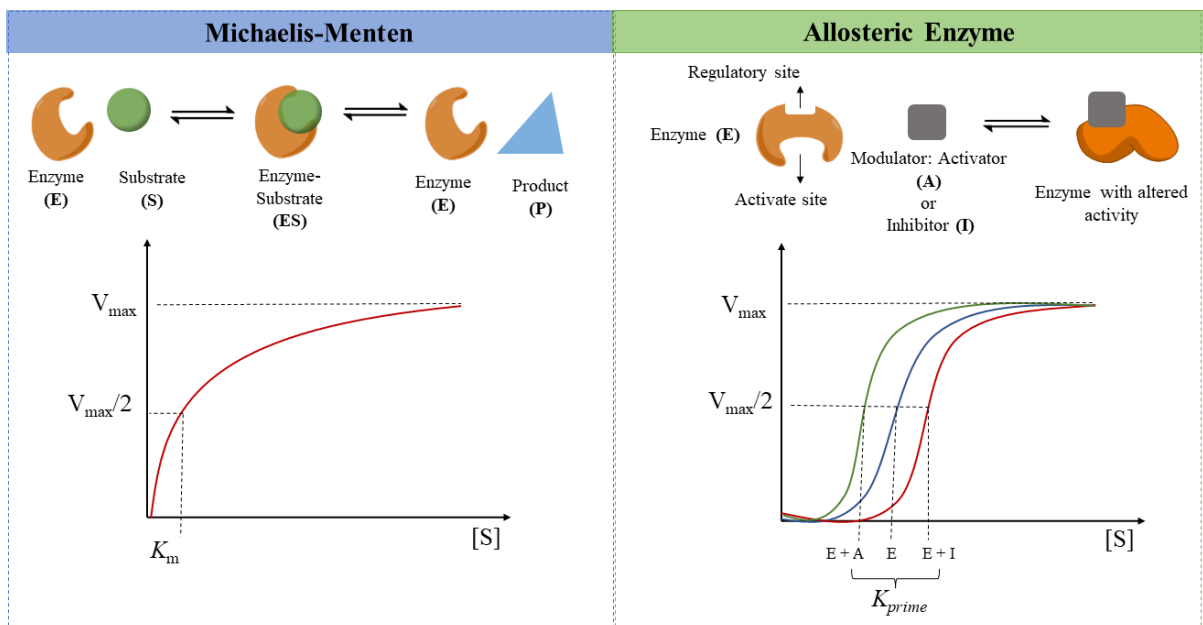 Michaelis-Menten
Enzyme
(E)
Substrate
(S)
Enzyme-
Substrate
(ES)
Enzyme
(E)
Product
(P)
Vmax
Vmax/2
Km
[S]
Allosteric Enzyme
Regulatory site
Enzyme (E)
Activate site
Modulator: Activator
(A)
or
Inhibitor (I)
Enzyme with altered
activity
Vmax
Vmax/2
[S]
E + A E E + I
Kprime